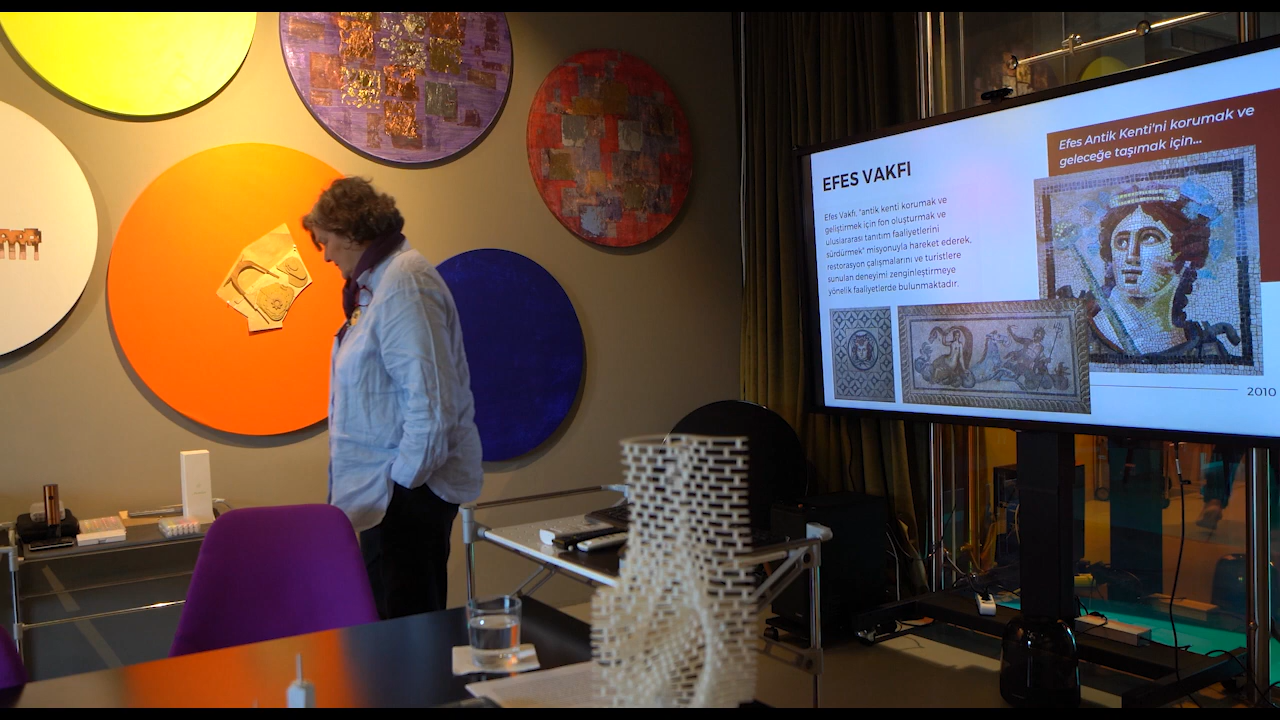 EFES VAKFI
Efes Vakfı, "antik kenti korumak ve
geliştirmek için fon oluşturmak ve
uluslararası tanıtım faaliyetlerini
sürdürmek" misyonuyla hareket ederek,
restorasyon çalışmalarını ve turistlere
sunulan deneyimi zenginleştirmeye
yönelik faaliyetlerde bulunmaktadır.
Efes Antik Kenti'ni korumak ve
geleceğe taşımak için...
2010